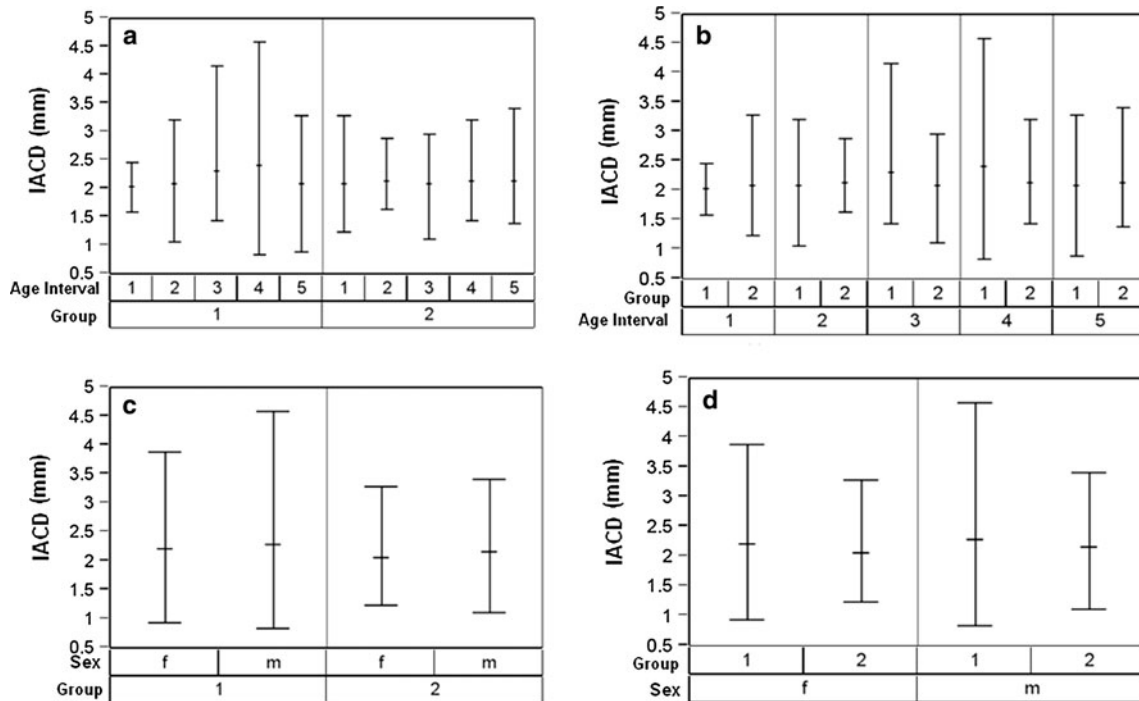 a
5
4.5
4
3.5
3
2.5
2
1.5
1
0.5
IACD (mm)
Age Interval 1 2 3 4 5 1 2 3 4 5
Group 1 2
b
5
4.5
4
3.5
3
2.5
2
1.5
1
0.5
IACD (mm)
Group 1 2 1 2 1 2 1 2 1 2
Age Interval 1 2 3 4 5
c
5
4.5
4
3.5
3
2.5
2
1.5
1
0.5
IACD (mm)
Sex f m f m
Group 1 2
d
5
4.5
4
3.5
3
2.5
2
1.5
1
0.5
IACD (mm)
Group 1 2 1 2
Sex f m